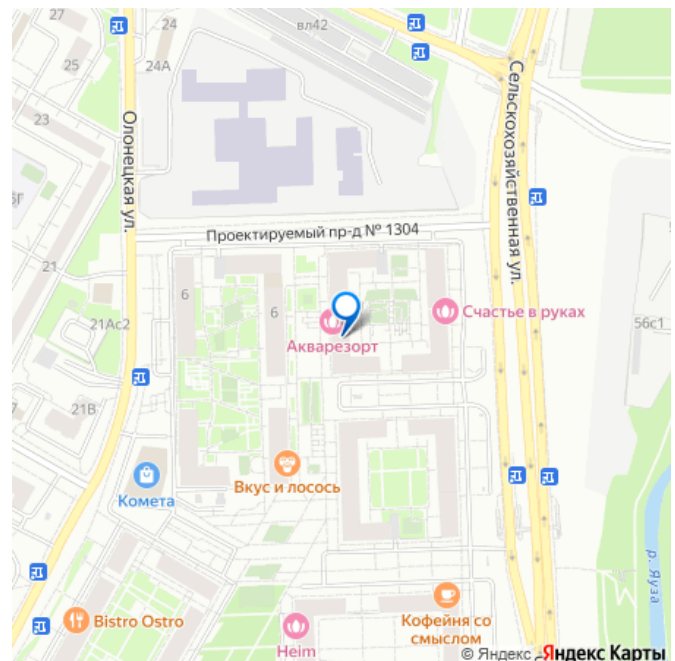 27
24
вл42
25
24А
23
Олонецкая ул.
Сельскохозяйственная ул.
Проектируемый пр-д № 1304
21
6
6
21Ас2
Счастье в руках
56с1
Акварезорт
21В
Вкус и лосось
Комета
р. Яуза
Bistro Ostro
Кофейня со
смыслом
Heim
© Яндекс
Яндекс Карты